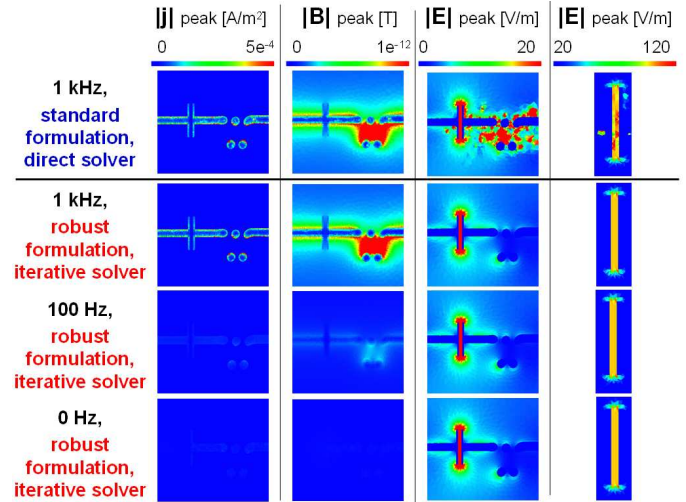 |j| peak [A/m²]
|B| peak [T]
|E| peak [V/m]
|E| peak [V/m]
0 5e-4
0 1e-12
0 20
20 120
1 kHz,
standard
formulation,
direct solver
1 kHz,
robust
formulation,
iterative solver
100 Hz,
robust
formulation,
iterative solver
0 Hz,
robust
formulation,
iterative solver